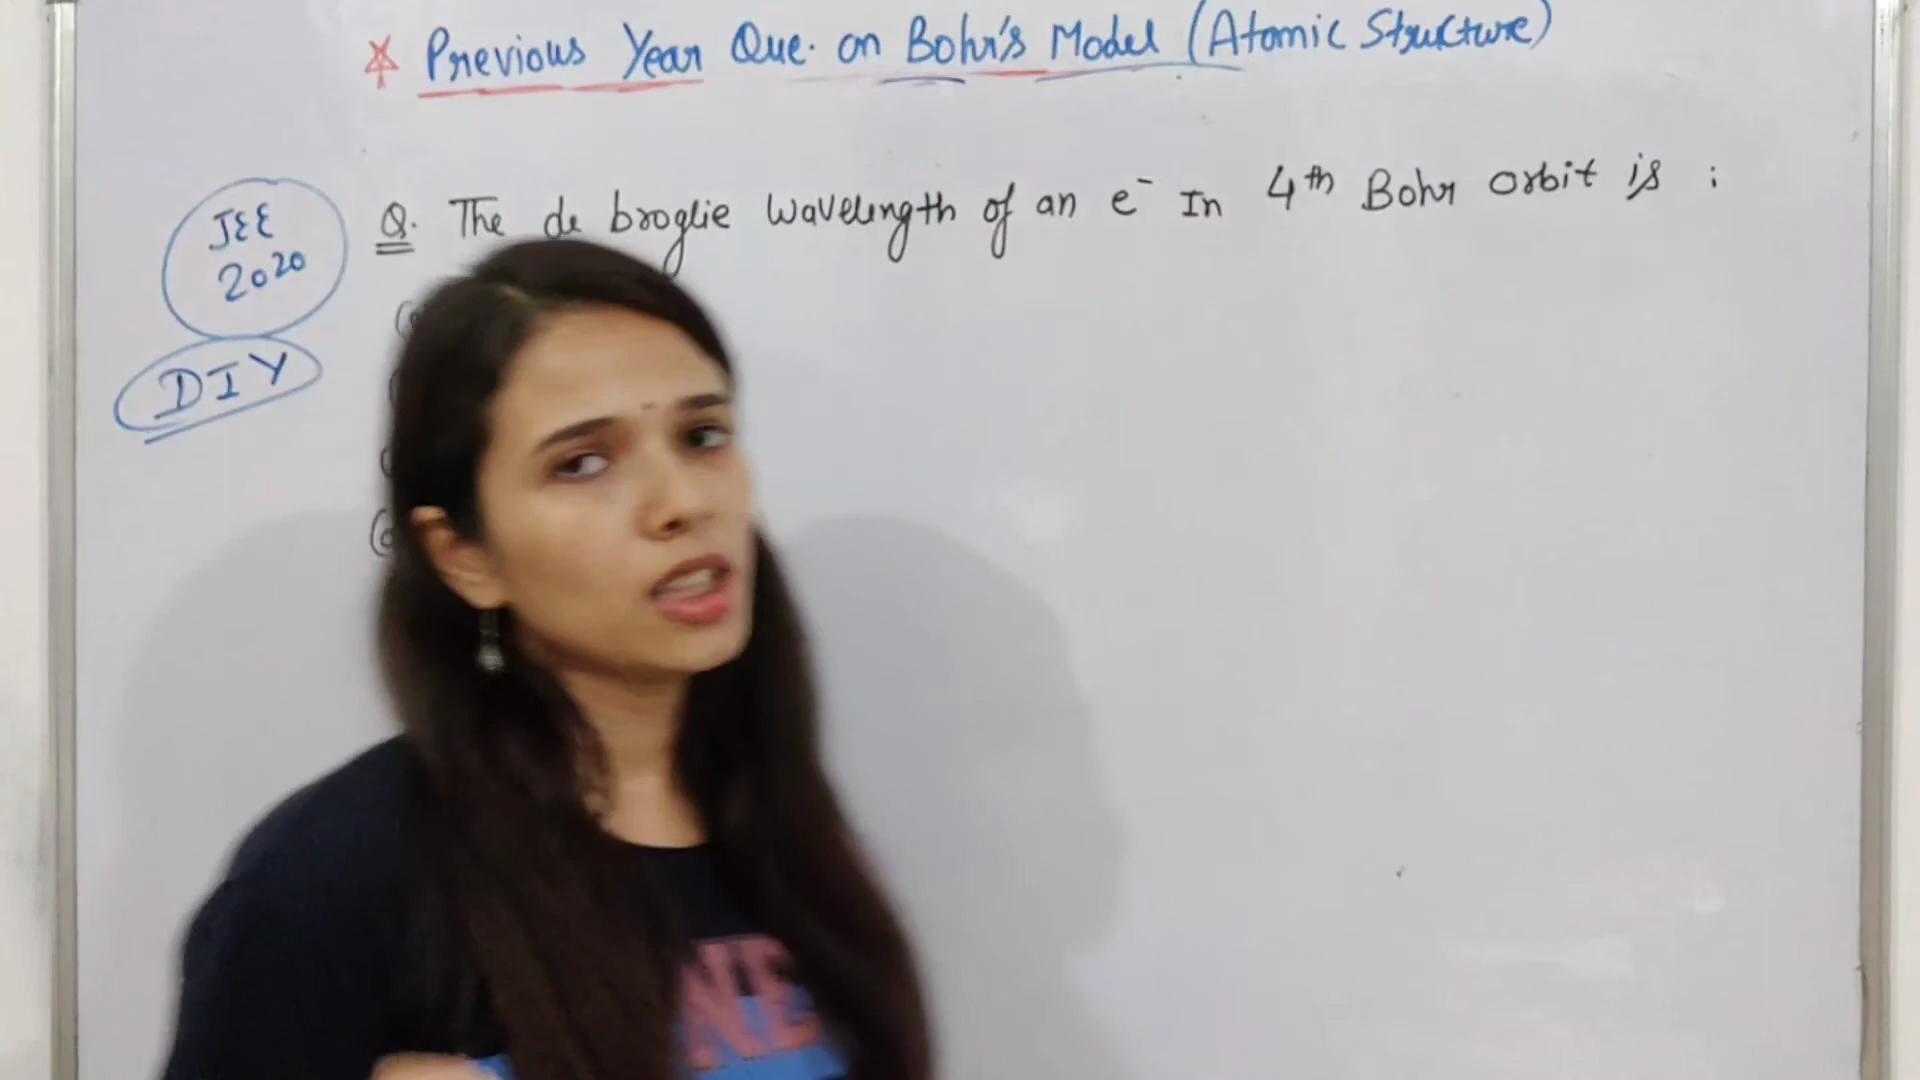 Previous Year Que. on Bohr's Model (Atomic Structure)
JEE
2020
Q. The de broglie wavelength of an e⁻ In 4th Bohr orbit is :
DIY